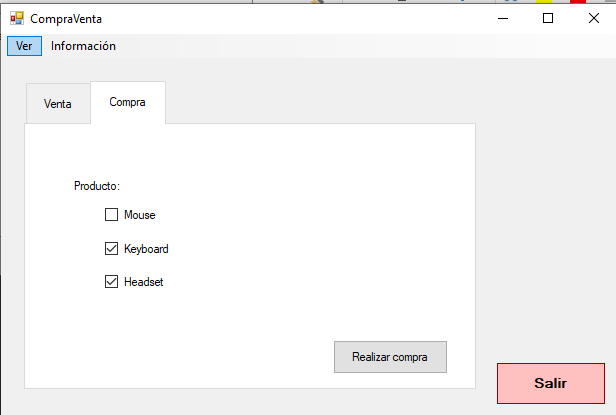 CompraVenta
Ver Información
Venta Compra
Producto:
Mouse
Keyboard
Headset
Realizar compra
Salir